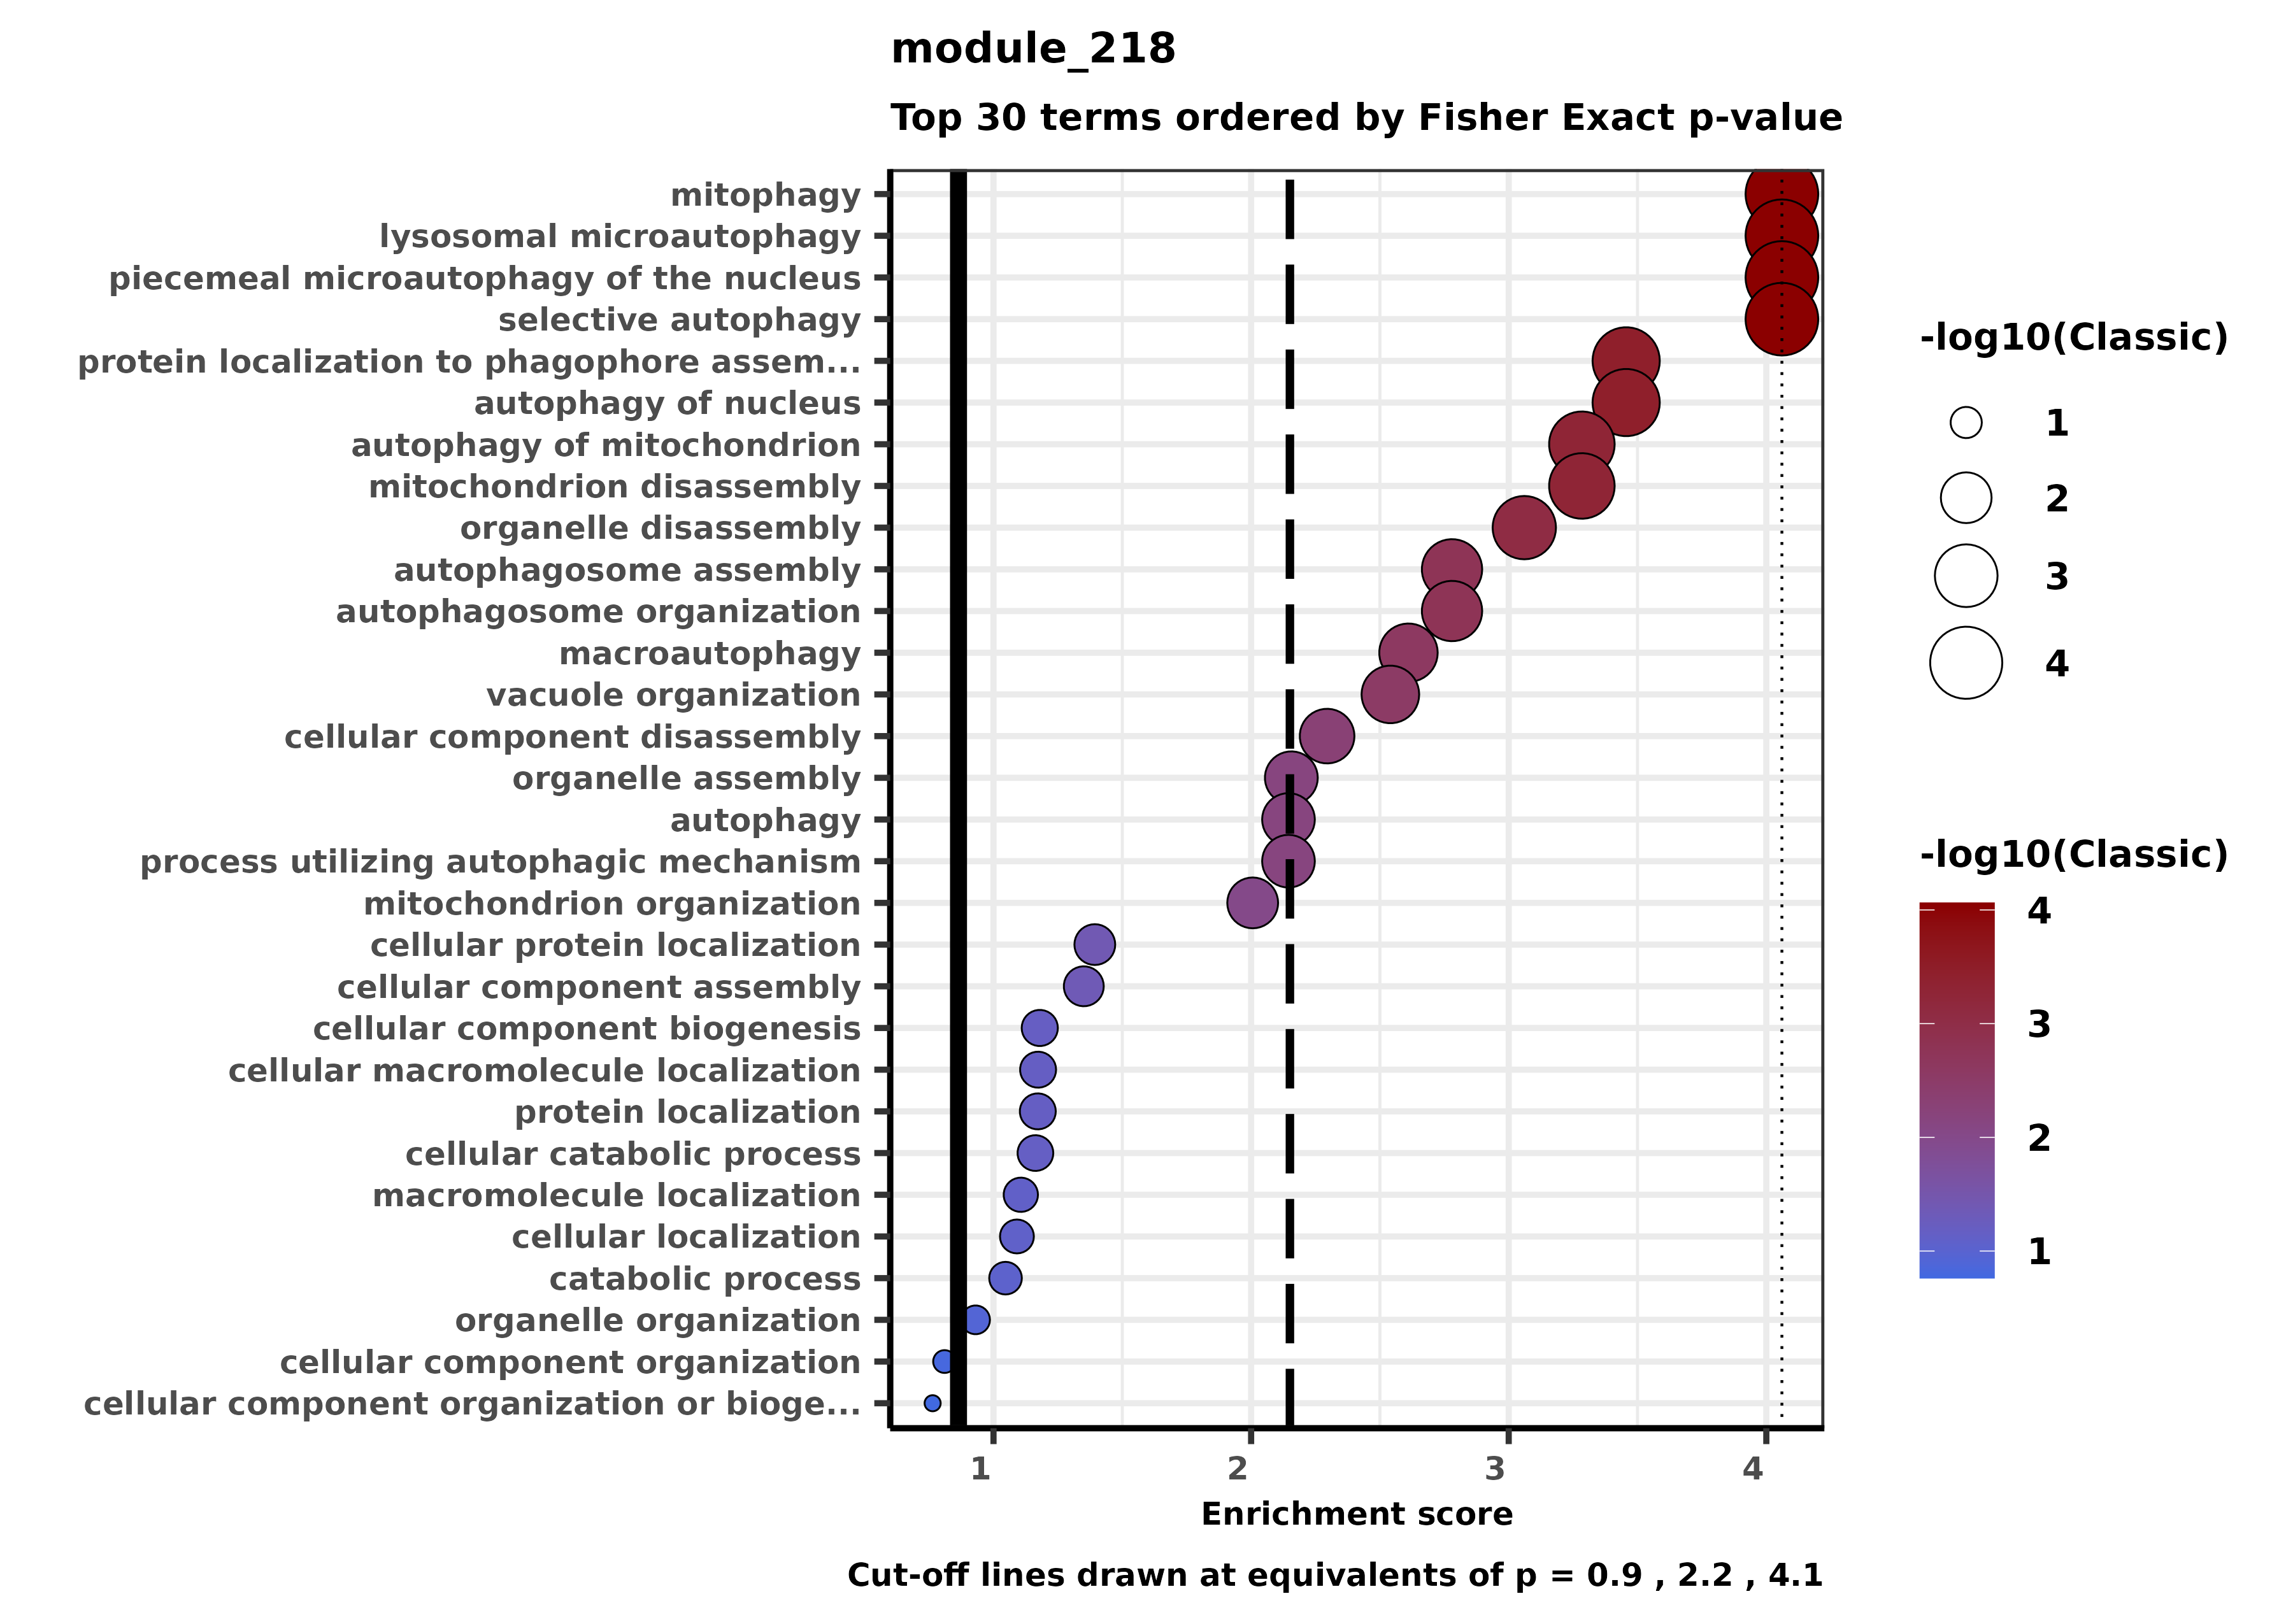 module_218
Top 30 terms ordered by Fisher Exact p-value
mitophagy
lysosomal microautophagy
piecemeal microautophagy of the nucleus
selective autophagy
protein localization to phagophore assem...
autophagy of nucleus
autophagy of mitochondrion
mitochondrion disassembly
organelle disassembly
autophagosome assembly
autophagosome organization
macroautophagy
vacuole organization
cellular component disassembly
organelle assembly
autophagy
process utilizing autophagic mechanism
mitochondrion organization
cellular protein localization
cellular component assembly
cellular component biogenesis
cellular macromolecule localization
protein localization
cellular catabolic process
macromolecule localization
cellular localization
catabolic process
organelle organization
cellular component organization
cellular component organization or bioge...
1 2 3 4
Enrichment score
Cut-off lines drawn at equivalents of p = 0.9 , 2.2 , 4.1
-log10(Classic)
1
2
3
4
-log10(Classic)
4
3
2
1